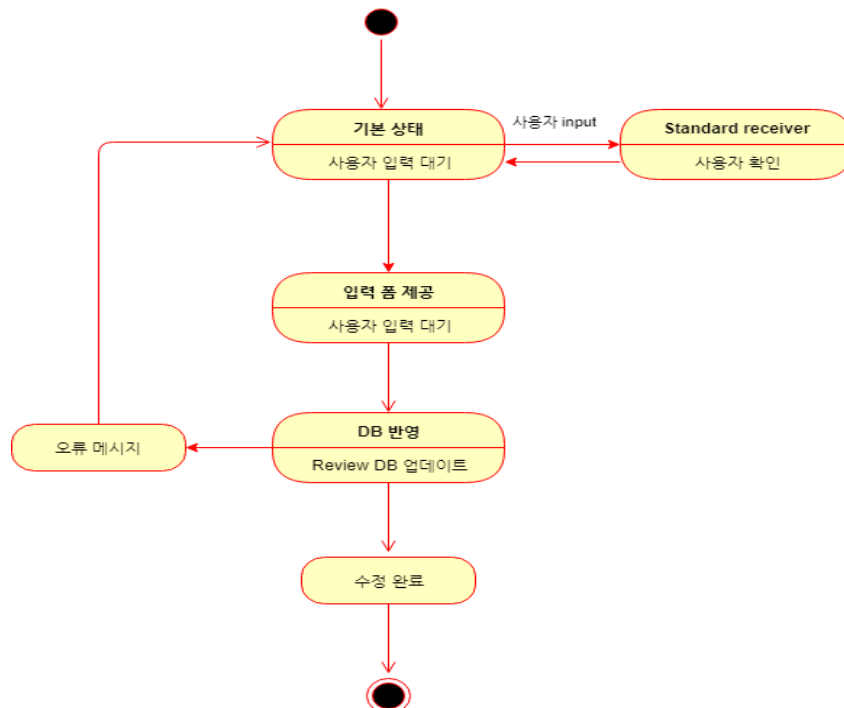 기본 상태
사용자 입력 대기
사용자 input
Standard receiver
사용자 확인
입력 폼 제공
사용자 입력 대기
DB 반영
Review DB 업데이트
오류 메시지
수정 완료